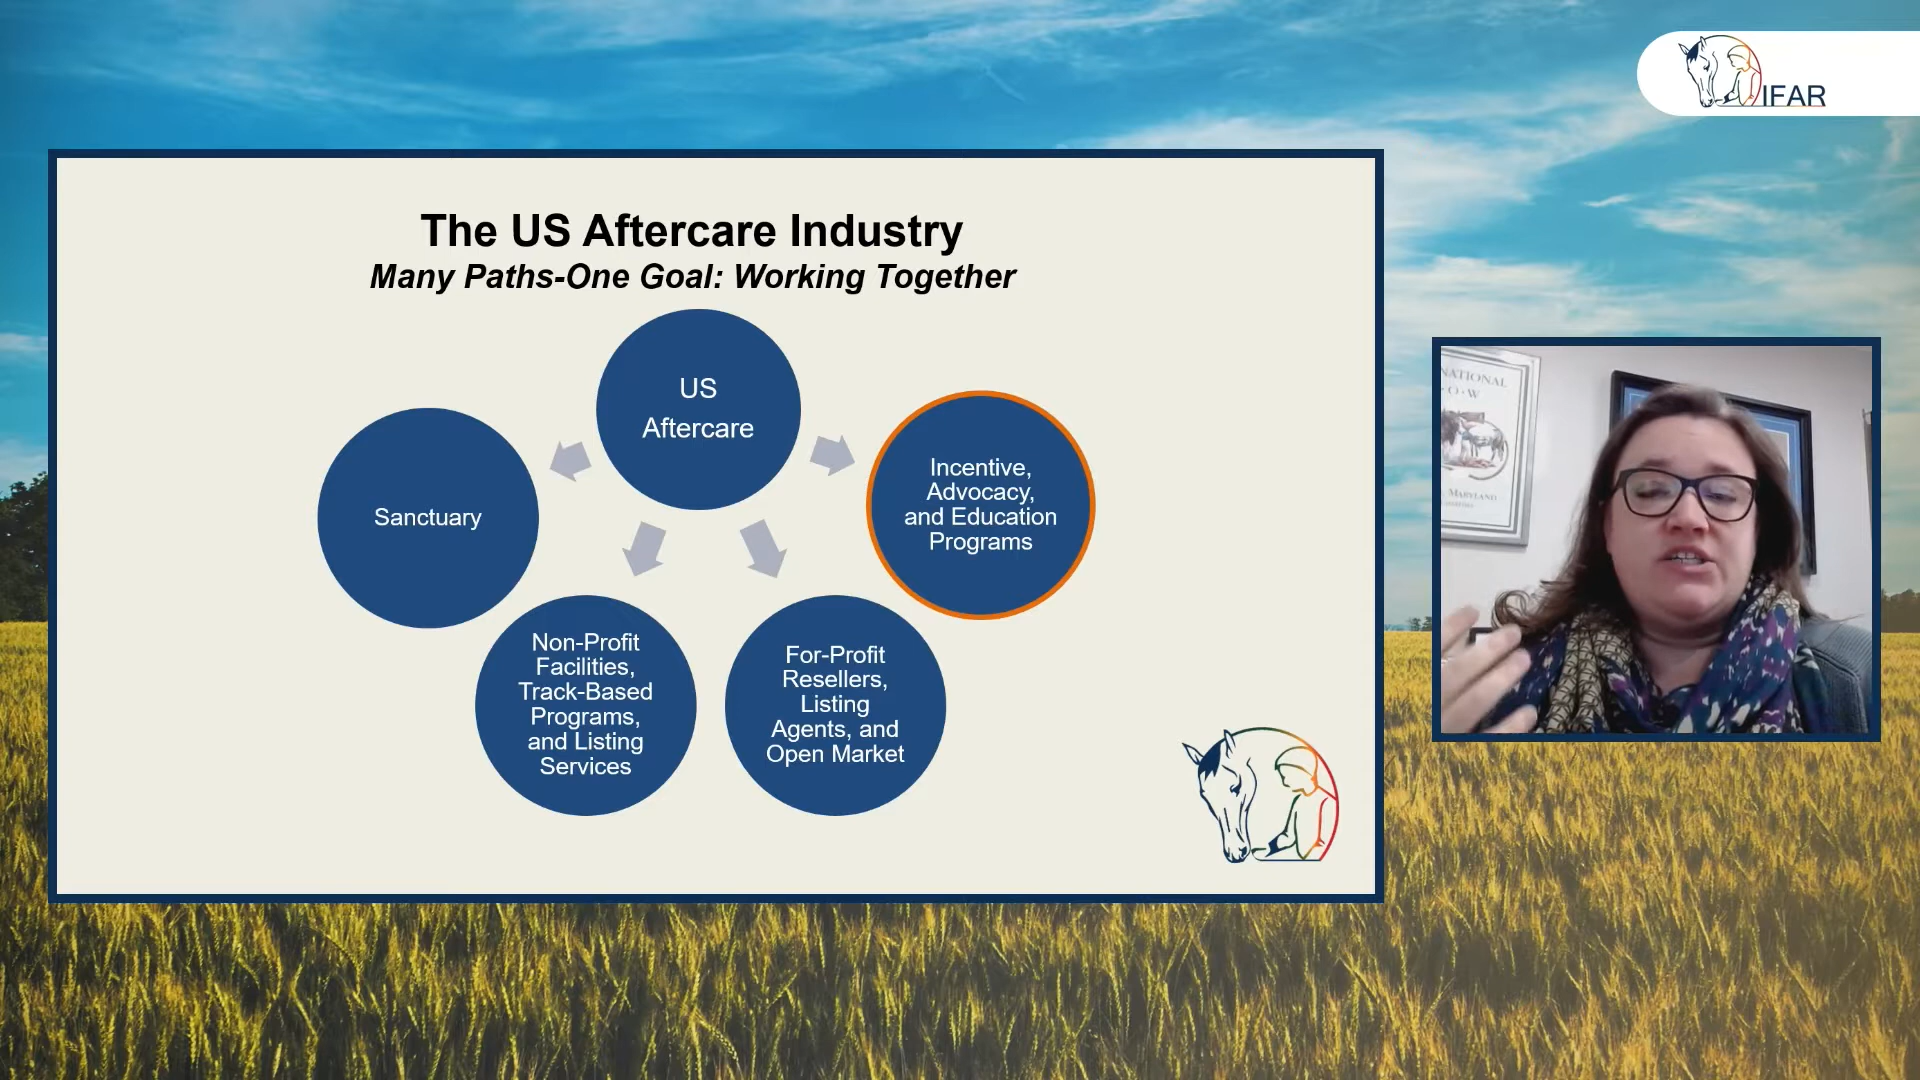 IFAR
The US Aftercare Industry
Many Paths-One Goal: Working Together
US
Aftercare
Sanctuary
Incentive,
Advocacy,
and Education
Programs
Non-Profit
Facilities,
Track-Based
Programs,
and Listing
Services
For-Profit
Resellers,
Listing
Agents, and
Open Market
NATIONAL
O·W
MARYLAND